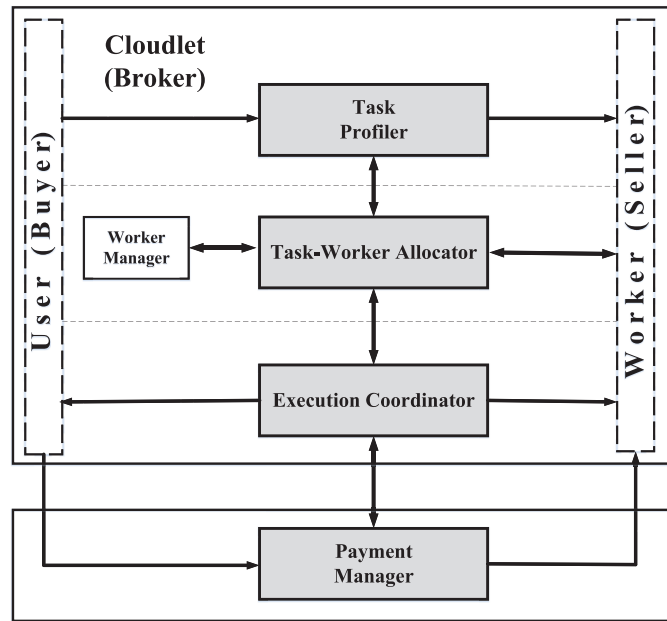 Cloudlet
(Broker)
User (Buyer)
Task
Profiler
Worker (Seller)
Worker
Manager
Task-Worker Allocator
Execution Coordinator
Payment
Manager